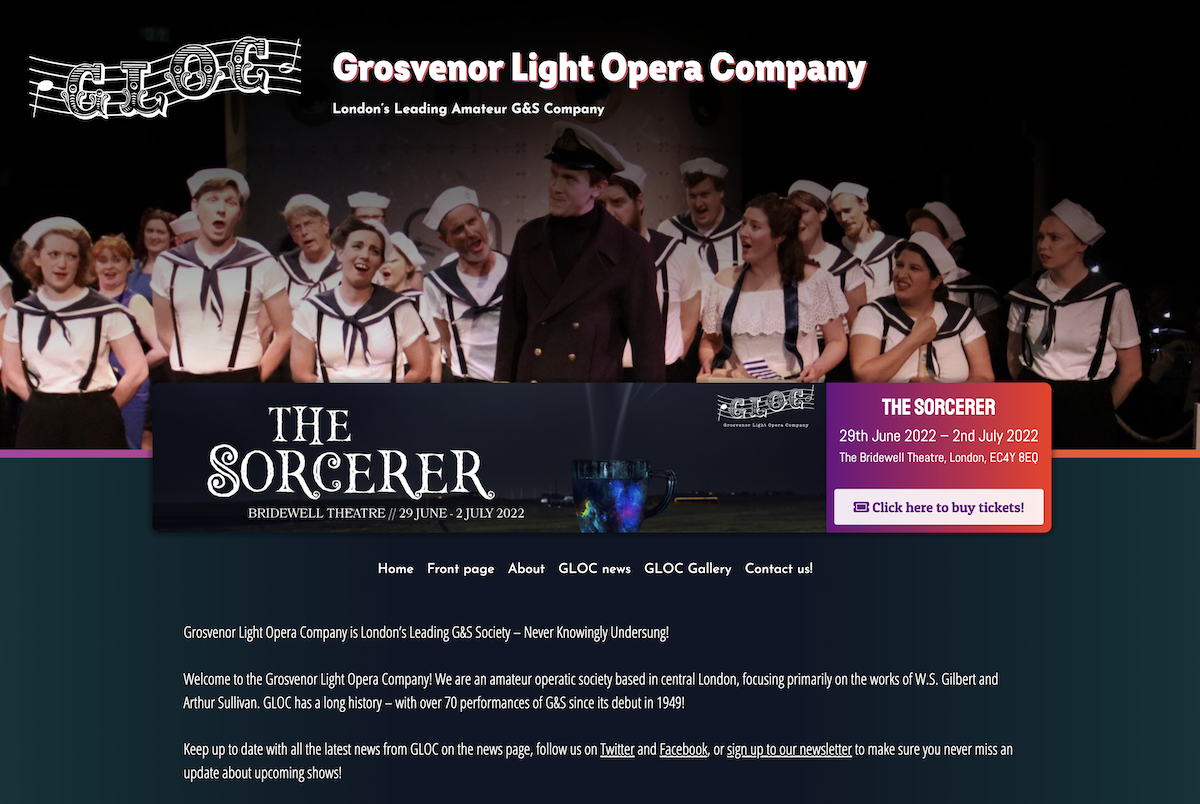 GLOC
Grosvenor Light Opera Company
London's Leading Amateur G&S Company
THE
SORCERER
BRIDEWELL THEATRE // 29 JUNE - 2 JULY 2022
GLOC
Grosvenor Light Opera Company
THE SORCERER
29th June 2022 – 2nd July 2022
The Bridewell Theatre, London, EC4Y 8EQ
Click here to buy tickets!
Home Front page About GLOC news GLOC Gallery Contact us!
Grosvenor Light Opera Company is London's Leading G&S Society – Never Knowingly Undersung!
Welcome to the Grosvenor Light Opera Company! We are an amateur operatic society based in central London, focusing primarily on the works of W.S. Gilbert and
Arthur Sullivan. GLOC has a long history – with over 70 performances of G&S since its debut in 1949!
Keep up to date with all the latest news from GLOC on the news page, follow us on Twitter and Facebook, or sign up to our newsletter to make sure you never miss an
update about upcoming shows!